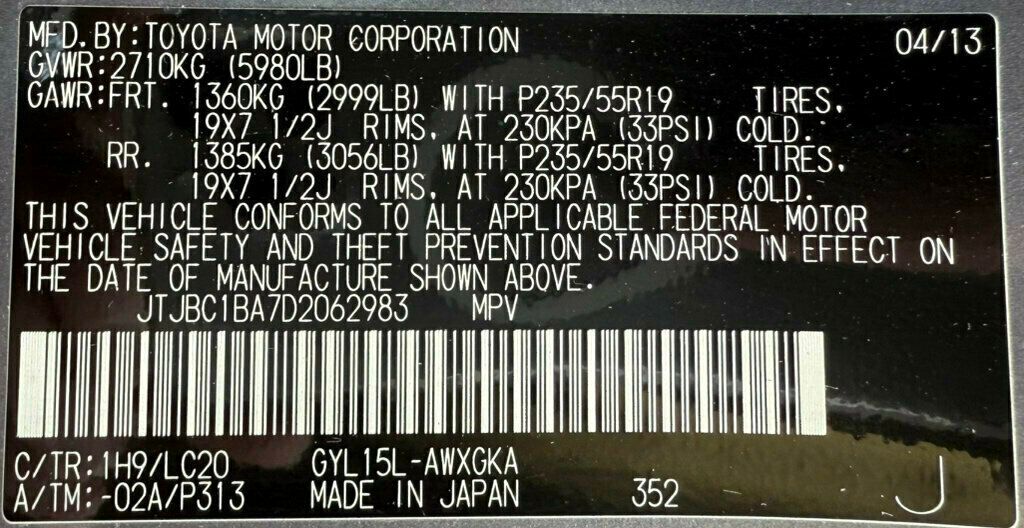 MFD.BY:TOYOTA MOTOR CORPORATION 04/13
GVWR:2710KG (5980LB)
GAWR:FRT. 1360KG (2999LB) WITH P235/55R19 TIRES,
19X7 1/2J RIMS, AT 230KPA (33PSI) COLD.
RR. 1385KG (3056LB) WITH P235/55R19 TIRES,
19X7 1/2J RIMS, AT 230KPA (33PSI) COLD.
THIS VEHICLE CONFORMS TO ALL APPLICABLE FEDERAL MOTOR
VEHICLE SAFETY AND THEFT PREVENTION STANDARDS IN EFFECT ON
THE DATE OF MANUFACTURE SHOWN ABOVE.
JTJBC1BA7D2062983 MPV
C/TR:1H9/LC20 GYL15L-AWXGKA
A/TM:-02A/P313 MADE IN JAPAN 352 J